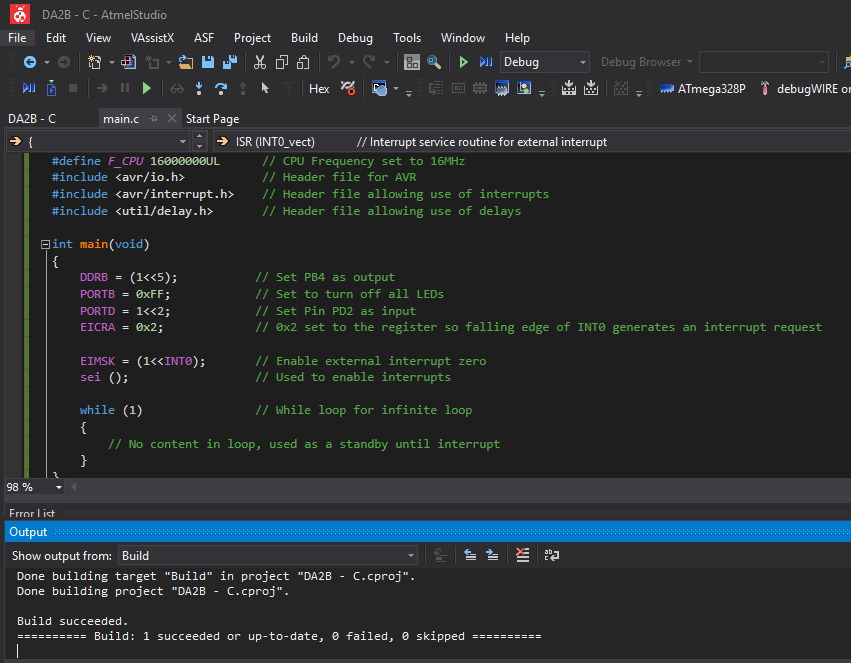 DA2B - C - AtmelStudio
File Edit View VAssistX ASF Project Build Debug Tools Window Help
Debug Debug Browser
Hex ATmega328P debugWIRE or
DA2B - C main.c Start Page
{ ISR (INT0_vect) // Interrupt service routine for external interrupt
#define F_CPU 16000000UL // CPU Frequency set to 16MHz
#include <avr/io.h> // Header file for AVR
#include <avr/interrupt.h> // Header file allowing use of interrupts
#include <util/delay.h> // Header file allowing use of delays
int main(void)
{
DDRB = (1<<5); // Set PB4 as output
PORTB = 0xFF; // Set to turn off all LEDs
PORTD = 1<<2; // Set Pin PD2 as input
EICRA = 0x2; // 0x2 set to the register so falling edge of INT0 generates an interrupt request
EIMSK = (1<<INT0); // Enable external interrupt zero
sei (); // Used to enable interrupts
while (1) // While loop for infinite loop
{
// No content in loop, used as a standby until interrupt
}
}
98 %
Error List
Output
Show output from: Build
Done building target "Build" in project "DA2B - C.cproj".
Done building project "DA2B - C.cproj".
Build succeeded.
========== Build: 1 succeeded or up-to-date, 0 failed, 0 skipped ==========